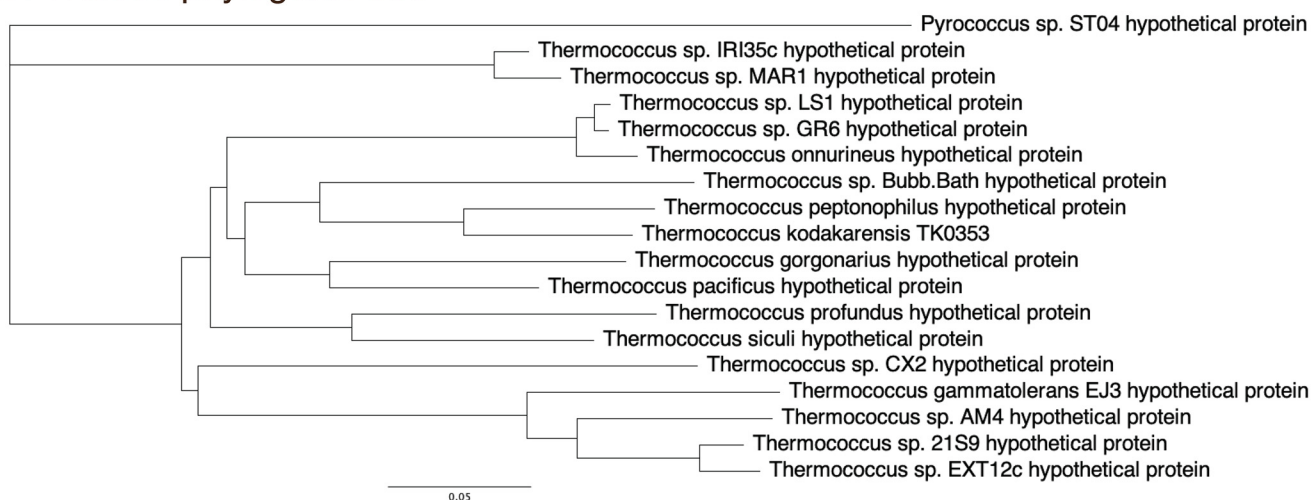 Pyrococcus sp. ST04 hypothetical protein
Thermococcus sp. IRI35c hypothetical protein
Thermococcus sp. MAR1 hypothetical protein
Thermococcus sp. LS1 hypothetical protein
Thermococcus sp. GR6 hypothetical protein
Thermococcus onnurineus hypothetical protein
Thermococcus sp. Bubb.Bath hypothetical protein
Thermococcus peptonophilus hypothetical protein
Thermococcus kodakarensis TK0353
Thermococcus gorgonarius hypothetical protein
Thermococcus pacificus hypothetical protein
Thermococcus profundus hypothetical protein
Thermococcus siculi hypothetical protein
Thermococcus sp. CX2 hypothetical protein
Thermococcus gammatolerans EJ3 hypothetical protein
Thermococcus sp. AM4 hypothetical protein
Thermococcus sp. 21S9 hypothetical protein
Thermococcus sp. EXT12c hypothetical protein
0.05